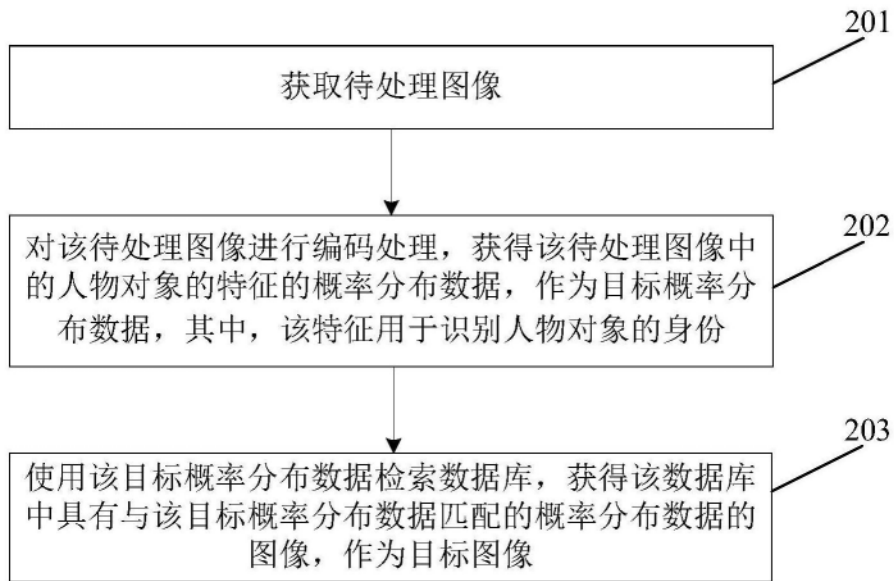 201
获取待处理图像
202
对该待处理图像进行编码处理，获得该待处理图像中
的人物对象的特征的概率分布数据，作为目标概率分
布数据，其中，该特征用于识别人物对象的身份
203
使用该目标概率分布数据检索数据库，获得该数据库
中具有与该目标概率分布数据匹配的概率分布数据的
图像，作为目标图像